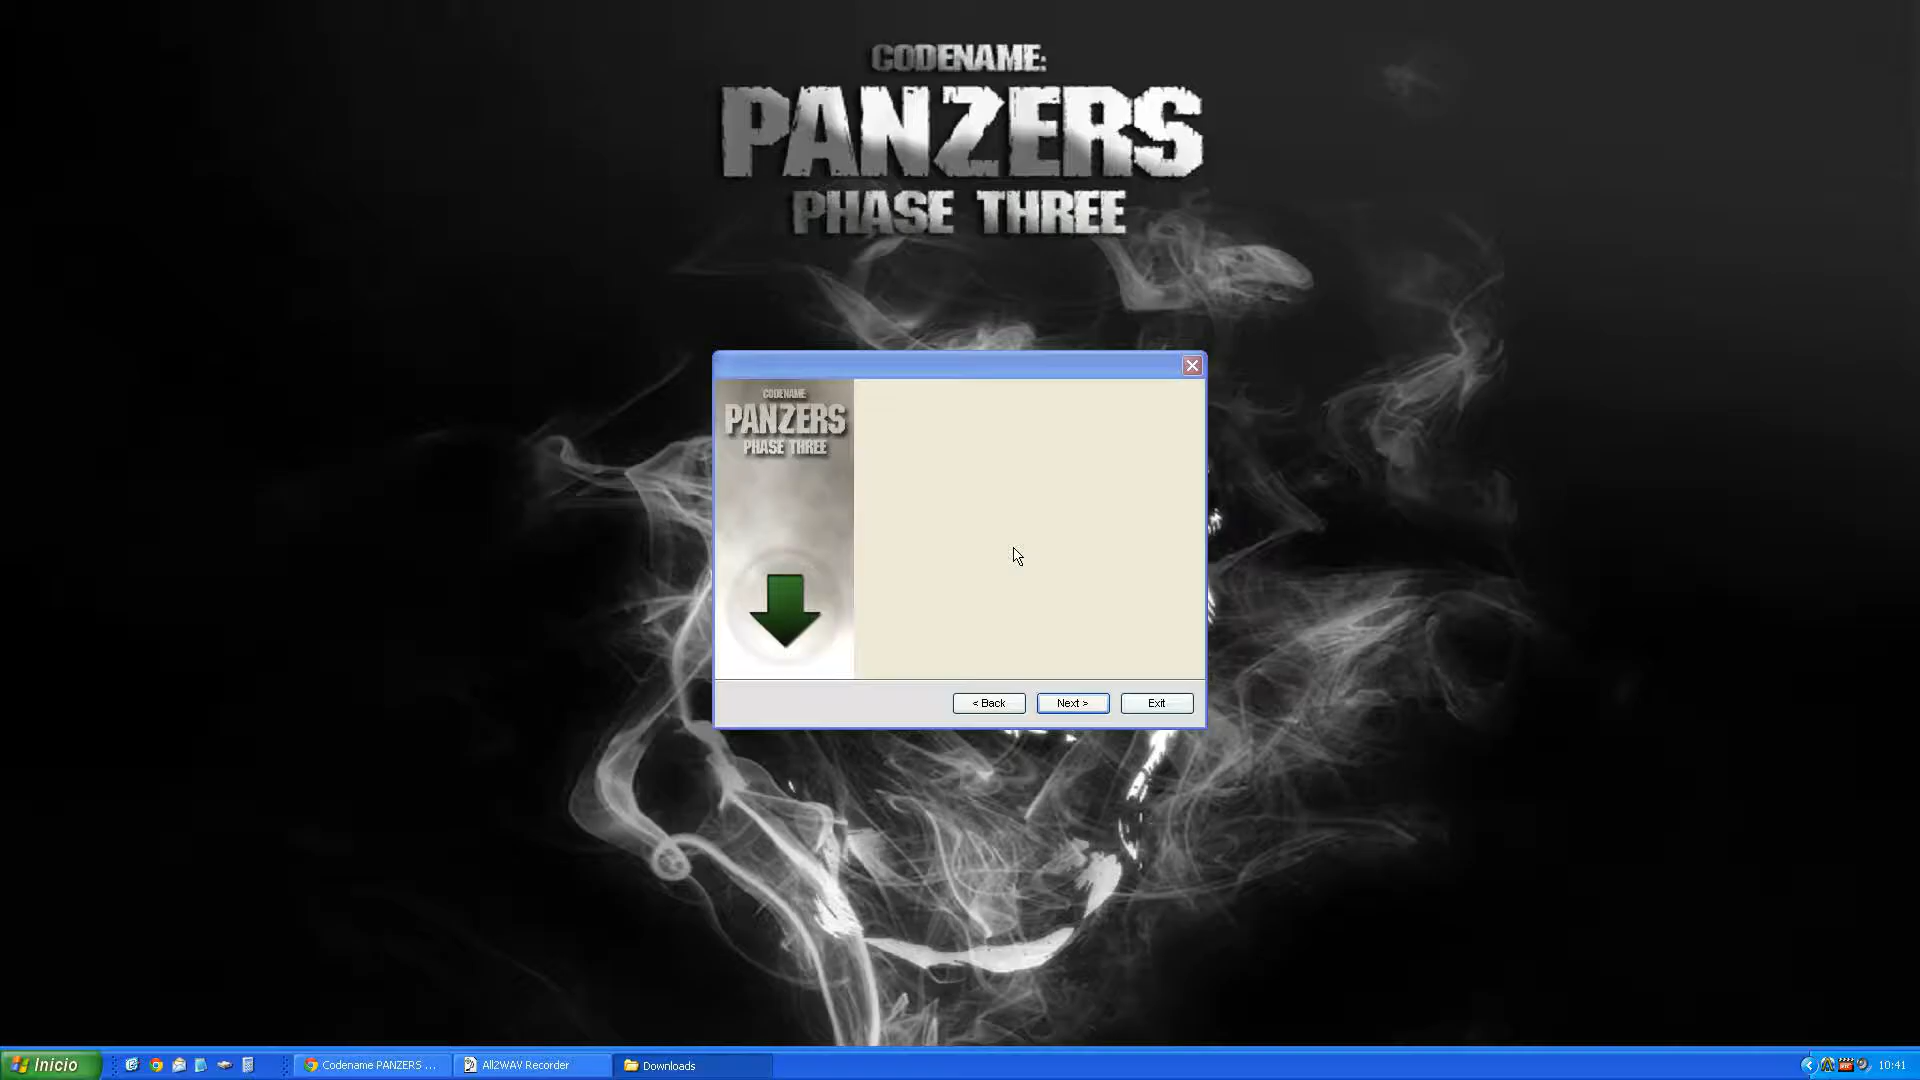 CODENAME:
PANZERS
PHASE THREE
CODENAME
PANZERS
PHASE THREE
< Back
Next >
Exit
Inicio
Codename PANZERS ...
All2WAV Recorder
Downloads
10:41